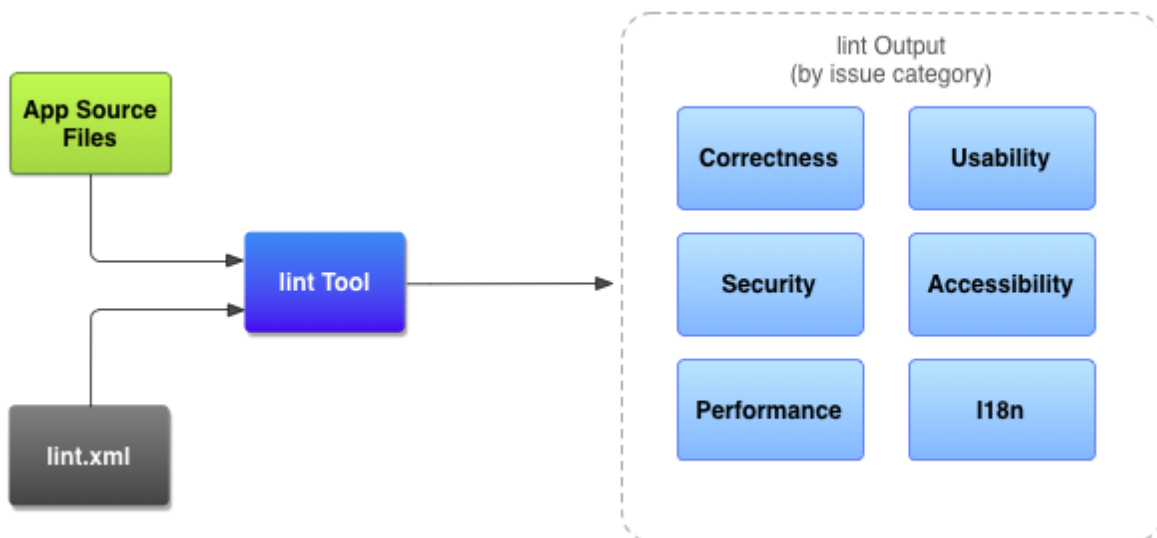 lint Output
(by issue category)
App Source
Files
Correctness
Usability
lint Tool
Security
Accessibility
lint.xml
Performance
I18n